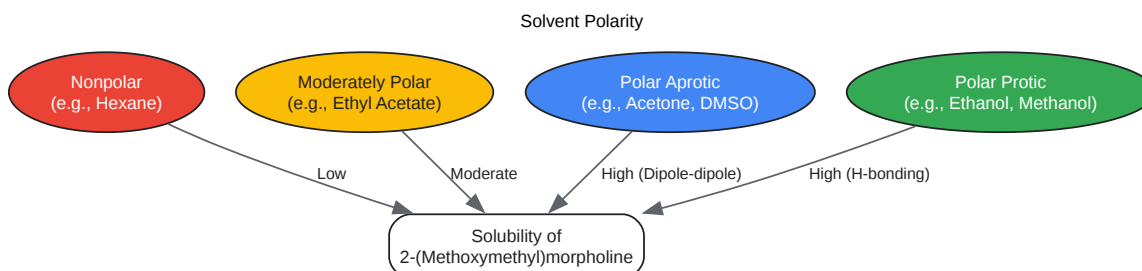 Solvent Polarity
Nonpolar
(e.g., Hexane)
Moderately Polar
(e.g., Ethyl Acetate)
Polar Aprotic
(e.g., Acetone, DMSO)
Polar Protic
(e.g., Ethanol, Methanol)
Low
Moderate
High (Dipole-dipole)
High (H-bonding)
Solubility of
2-(Methoxymethyl)morpholine